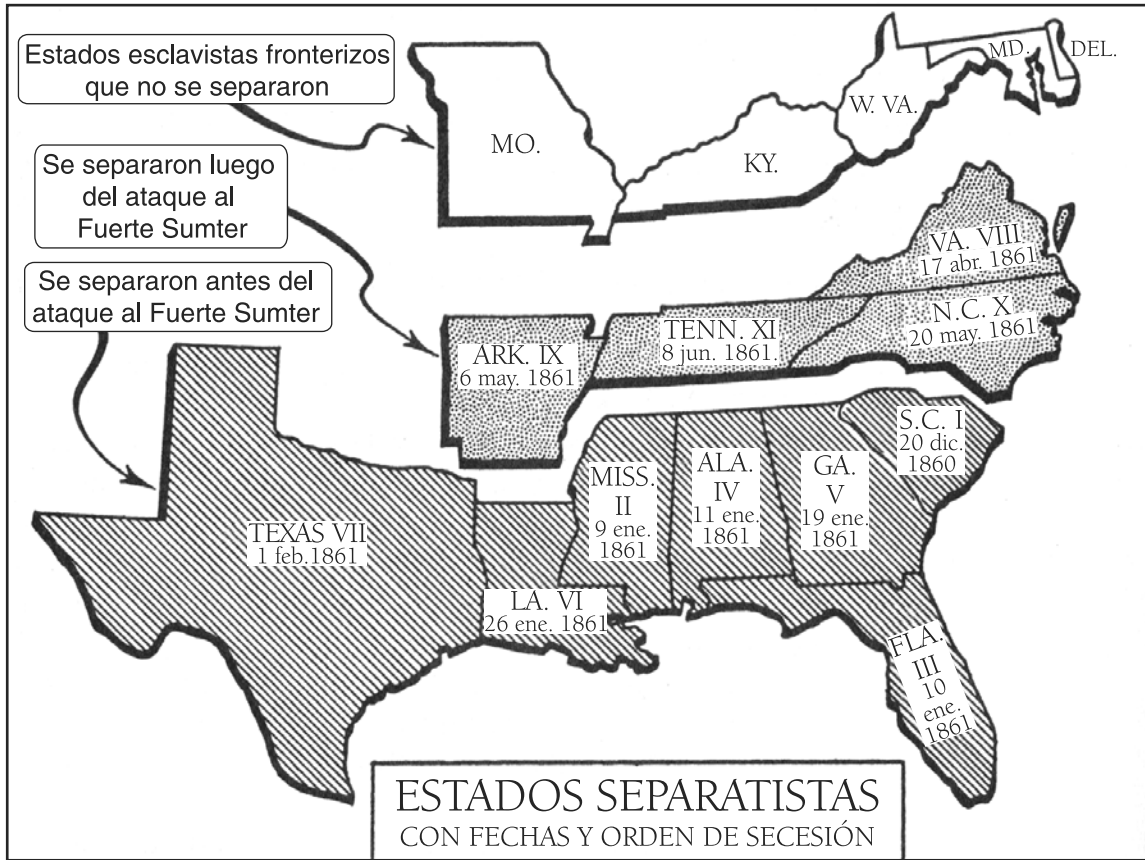 Estados esclavistas fronterizos
que no se separaron
Se separaron luego
del ataque al
Fuerte Sumter
Se separaron antes del
ataque al Fuerte Sumter
MO.
KY.
W. VA.
MD.
DEL.
VA. VIII
17 abr. 1861
N.C. X
20 may. 1861
TENN. XI
8 jun. 1861.
ARK. IX
6 may. 1861
S.C. I
20 dic.
1860
MISS.
II
9 ene.
1861
ALA.
IV
11 ene.
1861
GA.
V
19 ene.
1861
TEXAS VII
1 feb.1861
LA. VI
26 ene. 1861
FLA.
III
10
ene.
1861
ESTADOS SEPARATISTAS
CON FECHAS Y ORDEN DE SECESIÓN